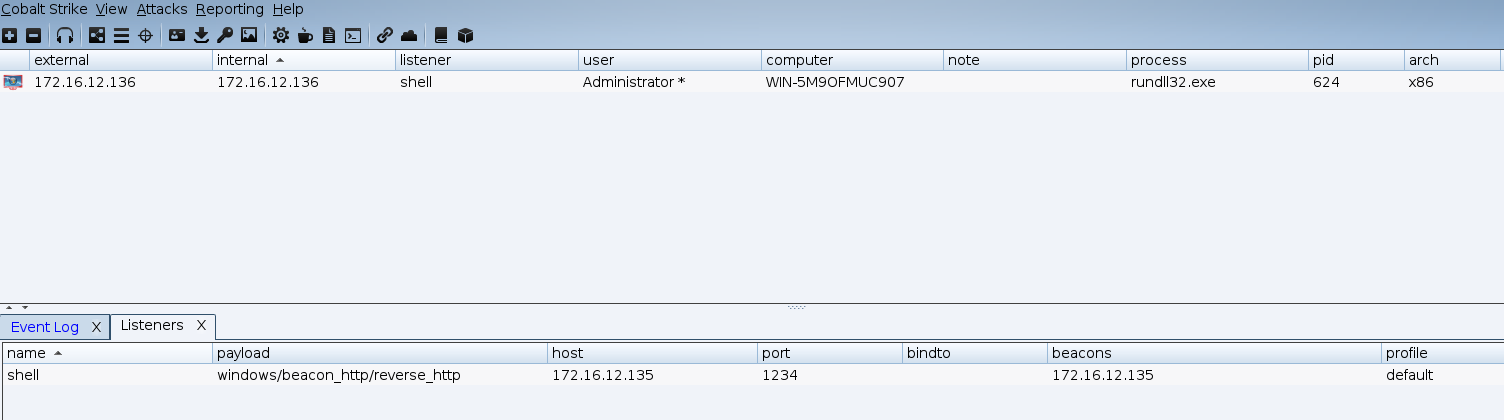 Cobalt Strike View Attacks Reporting Help
external internal listener user computer note process pid arch
172.16.12.136 172.16.12.136 shell Administrator * WIN-5M9OFMUC907 rundll32.exe 624 x86
Event Log X Listeners X
name payload host port bindto beacons profile
shell windows/beacon_http/reverse_http 172.16.12.135 1234 172.16.12.135 default